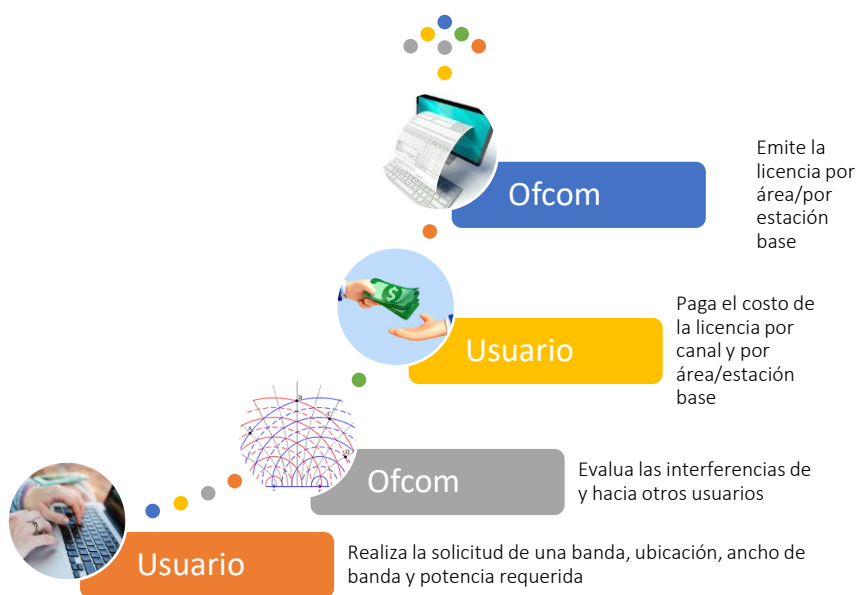 Ofcom
Emite la
licencia por
área/por
estación
base
Usuario
Paga el costo de
la licencia por
canal y por
área/estación
base
Ofcom
Evalua las interferencias de
y hacia otros usuarios
Usuario
Realiza la solicitud de una banda, ubicación, ancho de
banda y potencia requerida